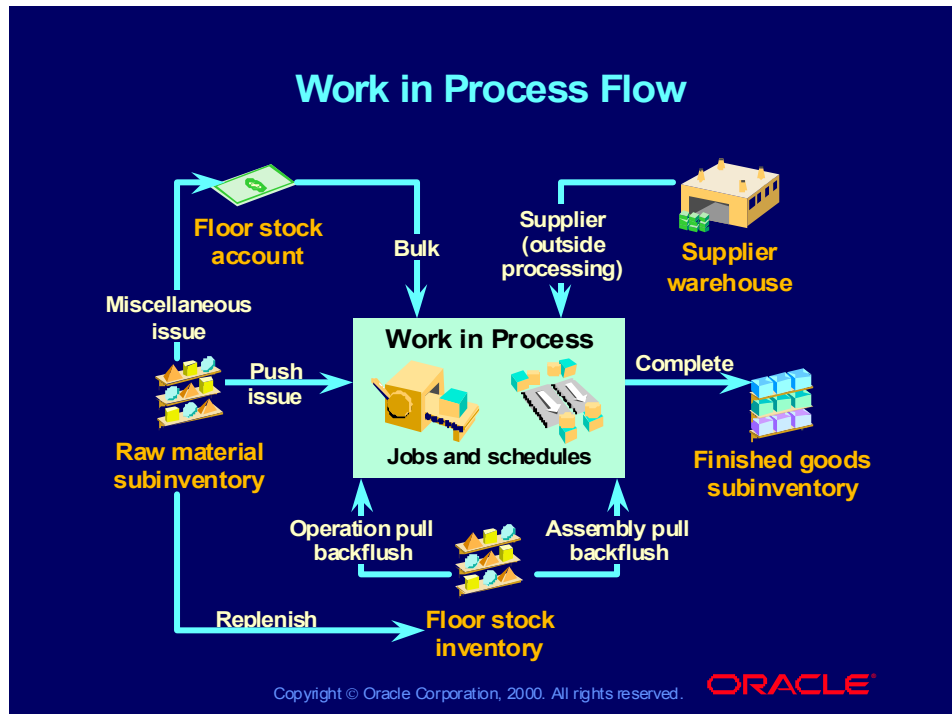 Work in Process Flow
Floor stock
account
Bulk
Supplier
(outside
processing)
Supplier
warehouse
Miscellaneous
issue
Push
issue
Work in Process
Complete
Raw material
subinventory
Jobs and schedules
Finished goods
subinventory
Operation pull
backflush
Assembly pull
backflush
Replenish
Floor stock
inventory
Copyright © Oracle Corporation, 2000. All rights reserved.
ORACLE®